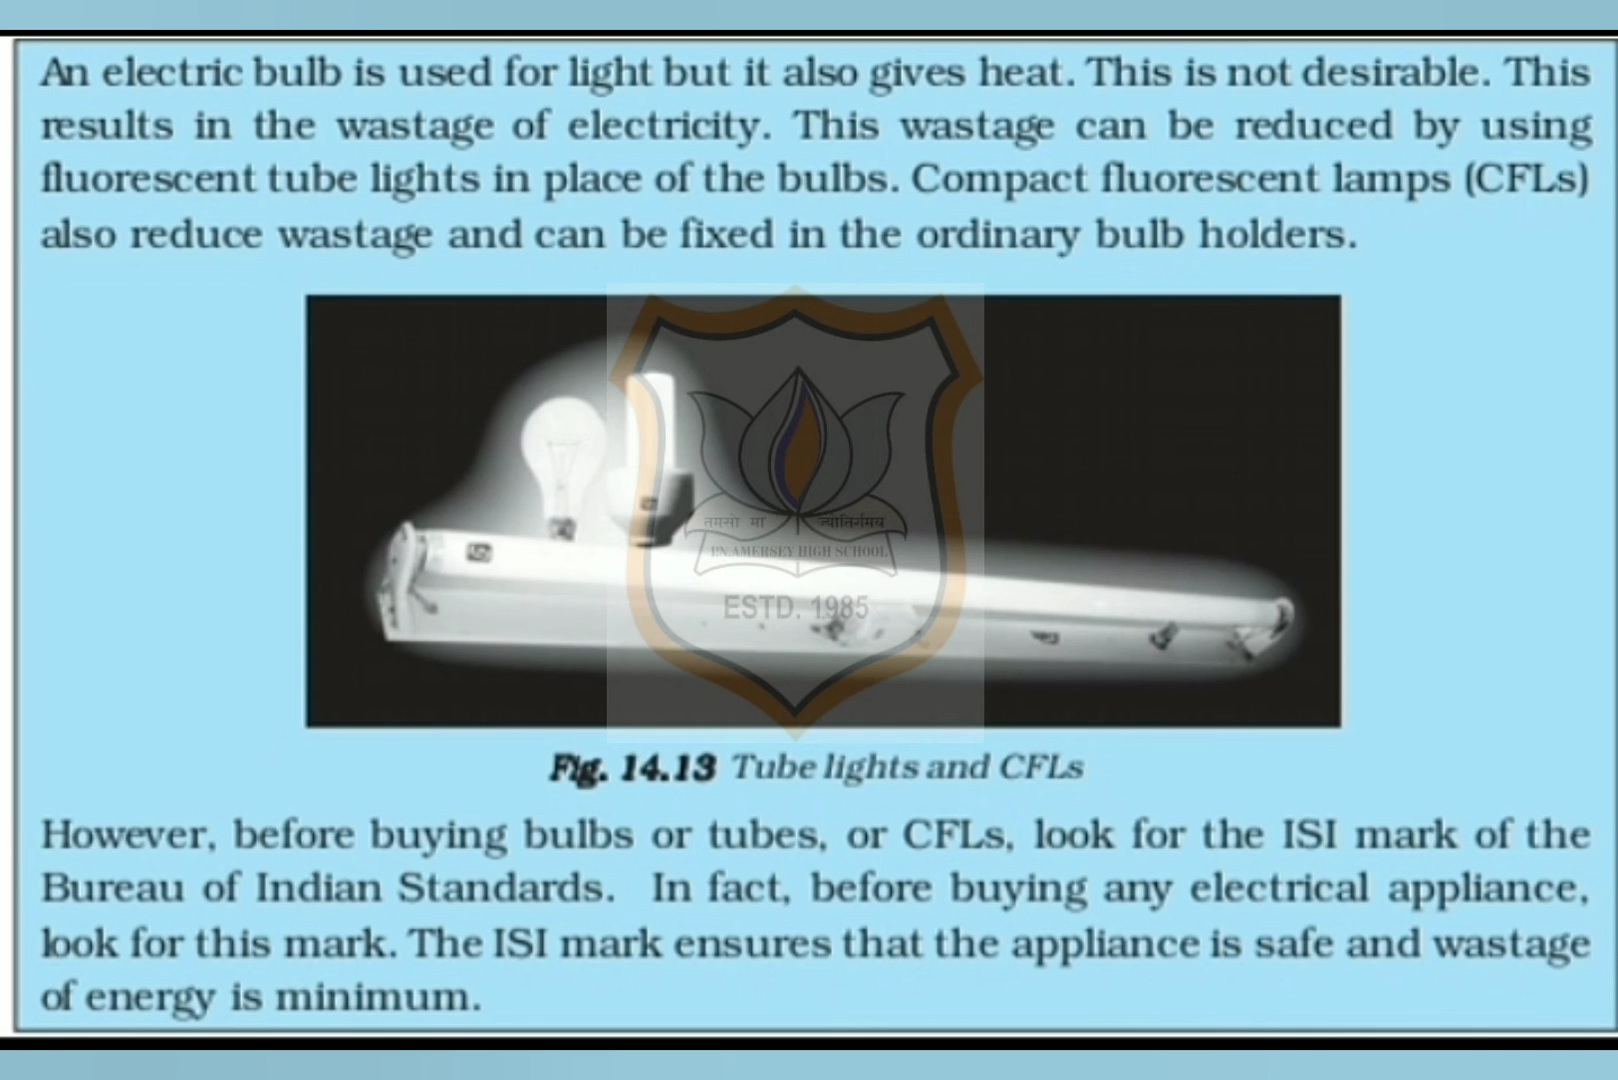 An electric bulb is used for light but it also gives heat. This is not desirable. This
results in the wastage of electricity. This wastage can be reduced by using
fluorescent tube lights in place of the bulbs. Compact fluorescent lamps (CFLs)
also reduce wastage and can be fixed in the ordinary bulb holders.
तमसो मा ज्योतिर्गमय
P.N.AMERSEY HIGH SCHOOL
ESTD. 1985
Fig. 14.13 Tube lights and CFLs
However, before buying bulbs or tubes, or CFLs, look for the ISI mark of the
Bureau of Indian Standards. In fact, before buying any electrical appliance,
look for this mark. The ISI mark ensures that the appliance is safe and wastage
of energy is minimum.